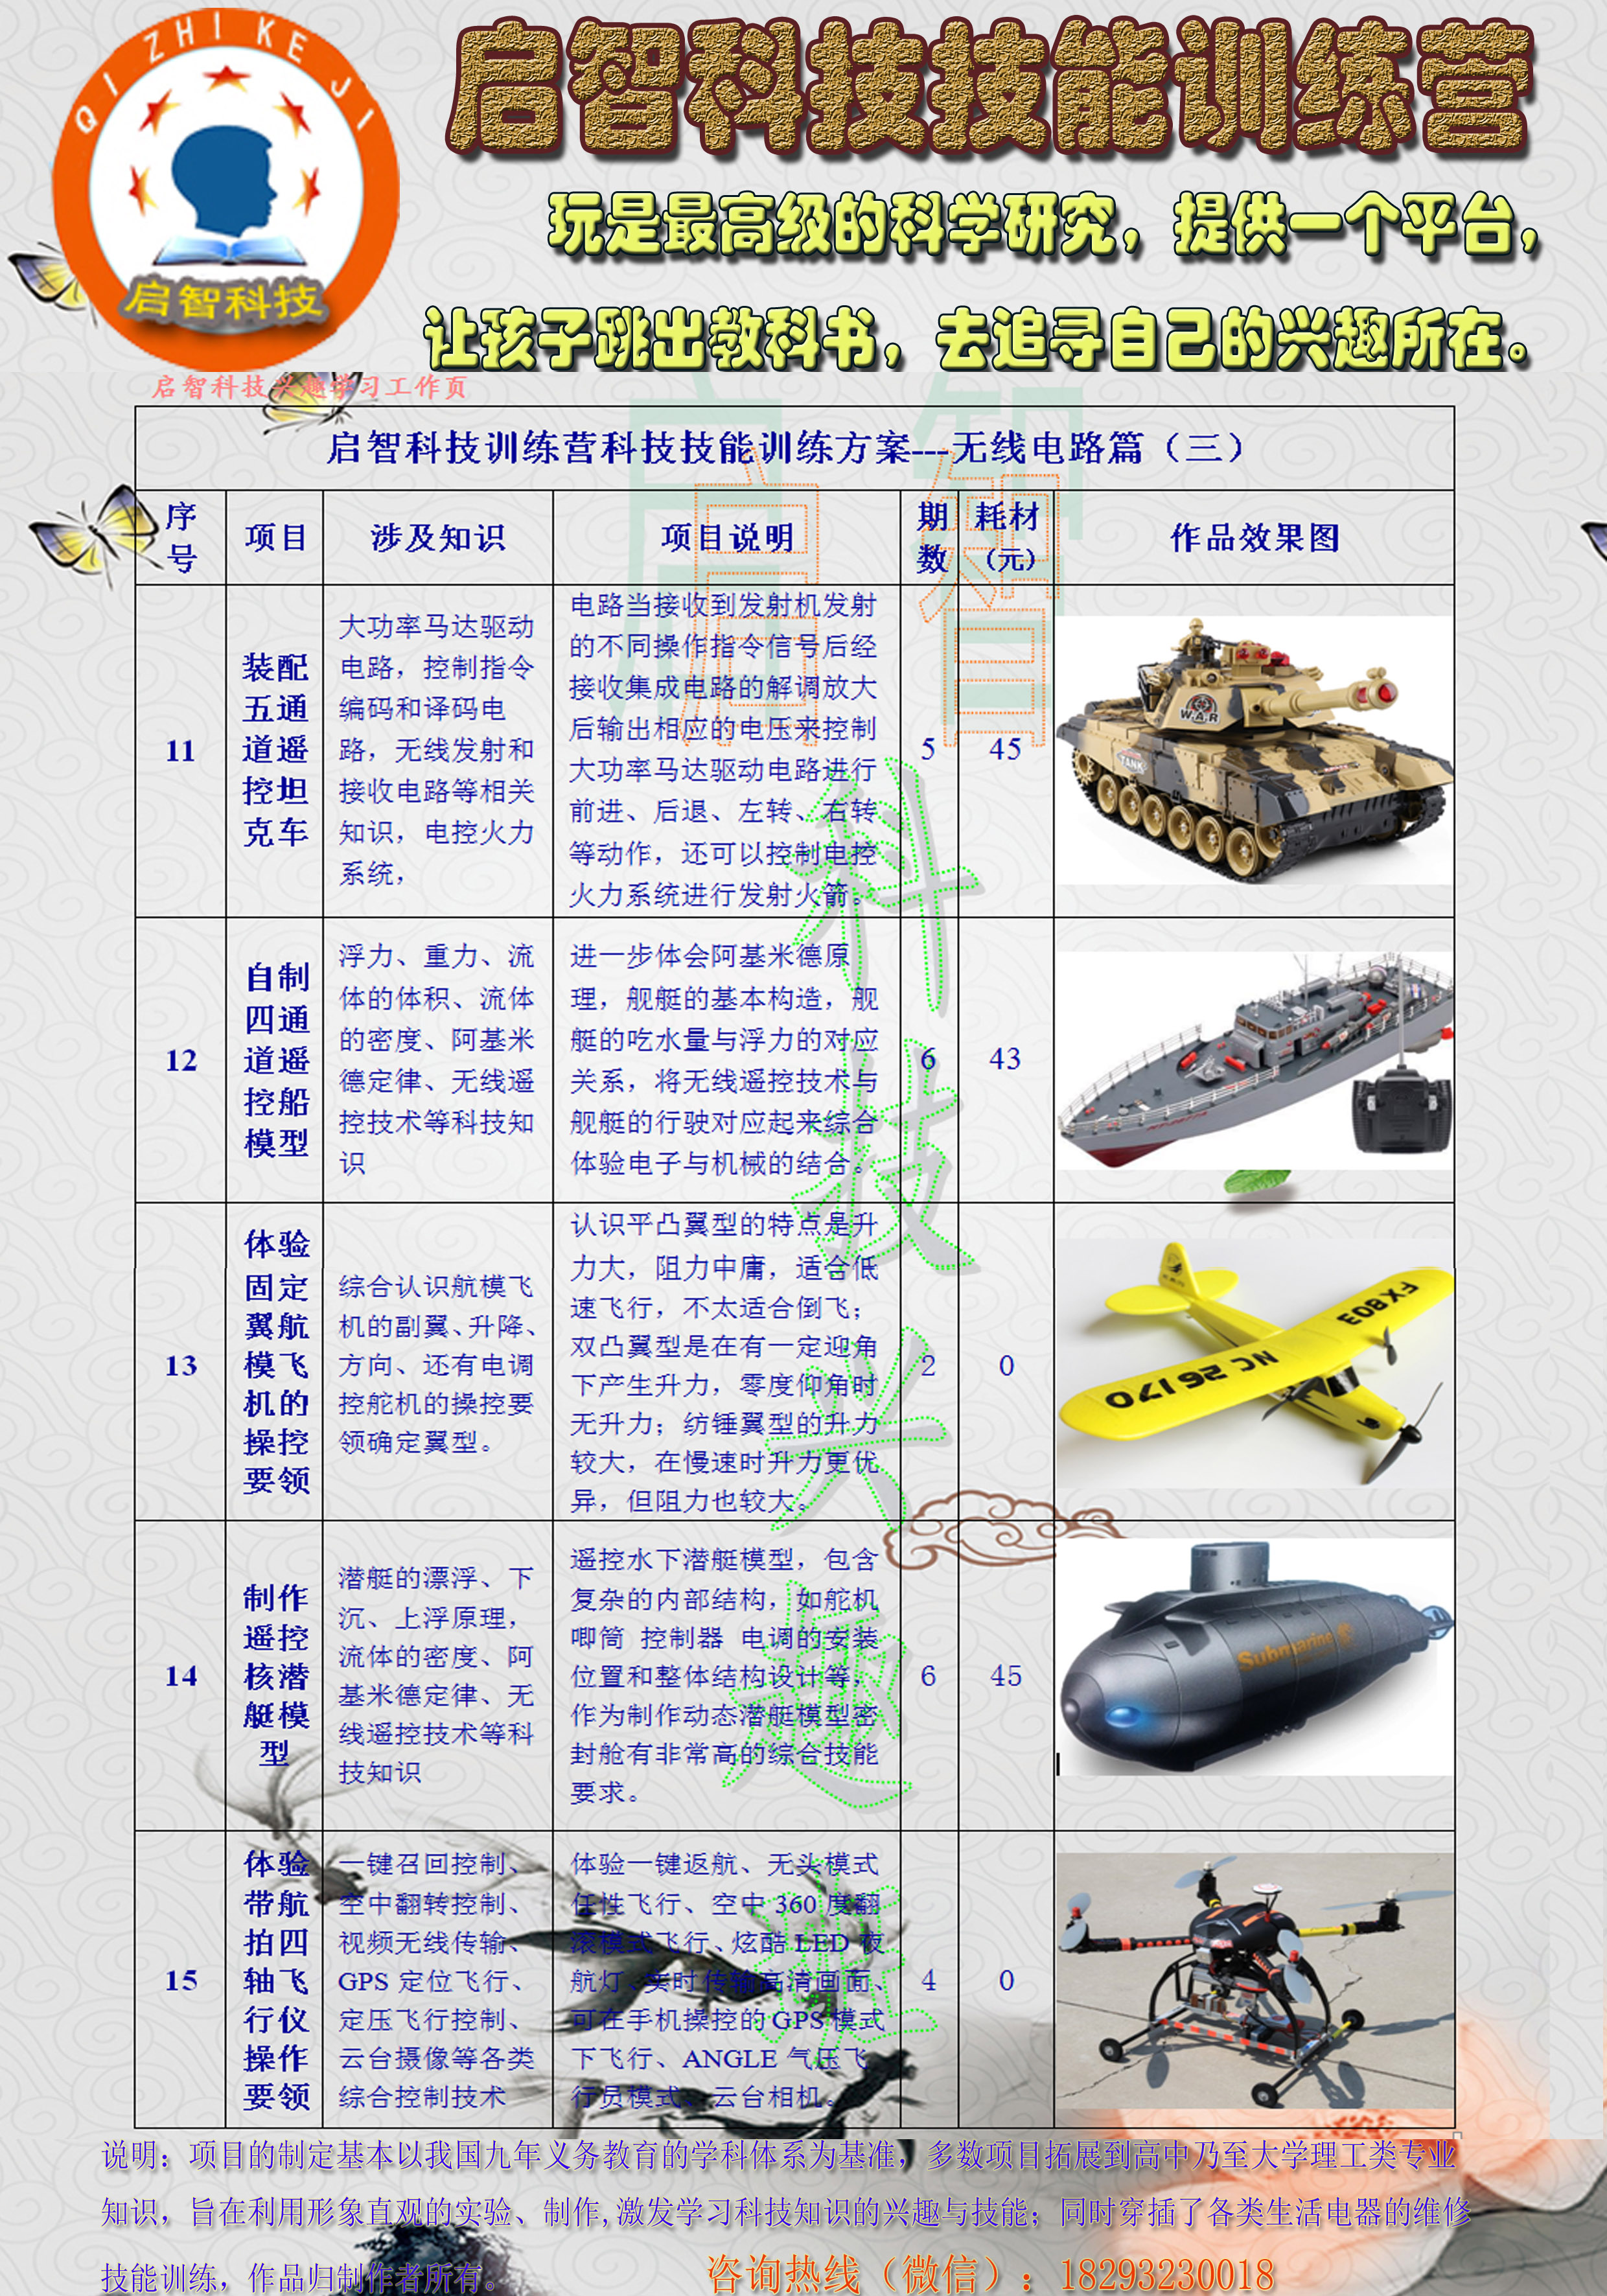 QI ZHI KE JI
启智科技
启智科技技能训练营
玩是最高级的科学研究，提供一个平台，
让孩子跳出教科书，去追寻自己的兴趣所在。
启智科技兴趣学习工作页
启智科技训练营科技技能训练方案---无线电路篇（三）
序号 项目 涉及知识 项目说明 期数 耗材(元) 作品效果图
11
装配
五通
道遥
控坦
克车
大功率马达驱动
电路，控制指令
编码和译码电
路，无线发射和
接收电路等相关
知识，电控火力
系统，
电路当接收到发射机发射
的不同操作指令信号后经
接收集成电路的解调放大
后输出相应的电压来控制
大功率马达驱动电路进行
前进、后退、左转、右转
等动作，还可以控制电控
火力系统进行发射火箭。
5
45
W.A.R
TANK
12
自制
四通
道遥
控船
模型
浮力、重力、流
体的体积、流体
的密度、阿基米
德定律、无线遥
控技术等科技知
识
进一步体会阿基米德原
理，舰艇的基本构造，舰
艇的吃水量与浮力的对应
关系，将无线遥控技术与
舰艇的行驶对应起来综合
体验电子与机械的结合。
6
43
13
体验
固定
翼航
模飞
机的
操控
要领
综合认识航模飞
机的副翼、升降、
方向、还有电调
控舵机的操控要
领确定翼型。
认识平凸翼型的特点是升
力大，阻力中庸，适合低
速飞行，不太适合倒飞；
双凸翼型是在有一定迎角
下产生升力，零度仰角时
无升力；纺锤翼型的升力
较大，在慢速时升力更优
异，但阻力也较大。
2
0
FX803
NC 26170
14
制作
遥控
核潜
艇模
型
潜艇的漂浮、下
沉、上浮原理，
流体的密度、阿
基米德定律、无
线遥控技术等科
技知识
遥控水下潜艇模型，包含
复杂的内部结构，如舵机
唧筒 控制器 电调的安装
位置和整体结构设计等，
作为制作动态潜艇模型密
封舱有非常高的综合技能
要求。
6
45
Submarine
15
体验
带航
拍四
轴飞
行仪
操作
要领
一键召回控制、
空中翻转控制、
视频无线传输、
GPS 定位飞行、
定压飞行控制、
云台摄像等各类
综合控制技术
体验一键返航、无头模式
任性飞行、空中 360 度翻
滚模式飞行、炫酷 LED 夜
航灯、实时传输高清画面、
可在手机操控的 GPS 模式
下飞行、ANGLE 气压飞
行员模式、云台相机。
4
0
启智
启智
科技兴趣班
说明：项目的制定基本以我国九年义务教育的学科体系为基准，多数项目拓展到高中乃至大学理工类专业
知识，旨在利用形象直观的实验、制作,激发学习科技知识的兴趣与技能；同时穿插了各类生活电器的维修
技能训练，作品归制作者所有。
咨询热线（微信）：18293230018